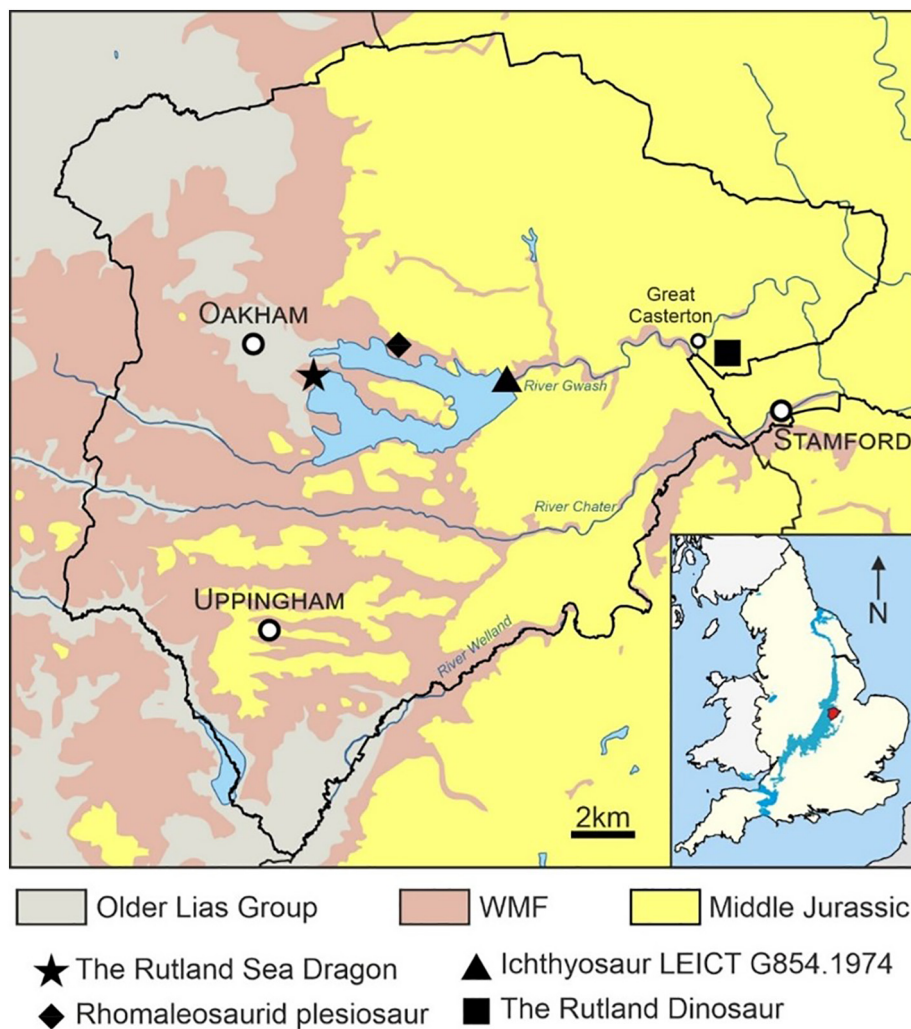 OAKHAM
Great
Casterton
River Gwash
STAMFORD
River Chater
UPPINGHAM
River Welland
N
2km
Older Lias Group
WMF
Middle Jurassic
The Rutland Sea Dragon
Ichthyosaur LEICT G854.1974
Rhomaleosaurid plesiosaur
The Rutland Dinosaur